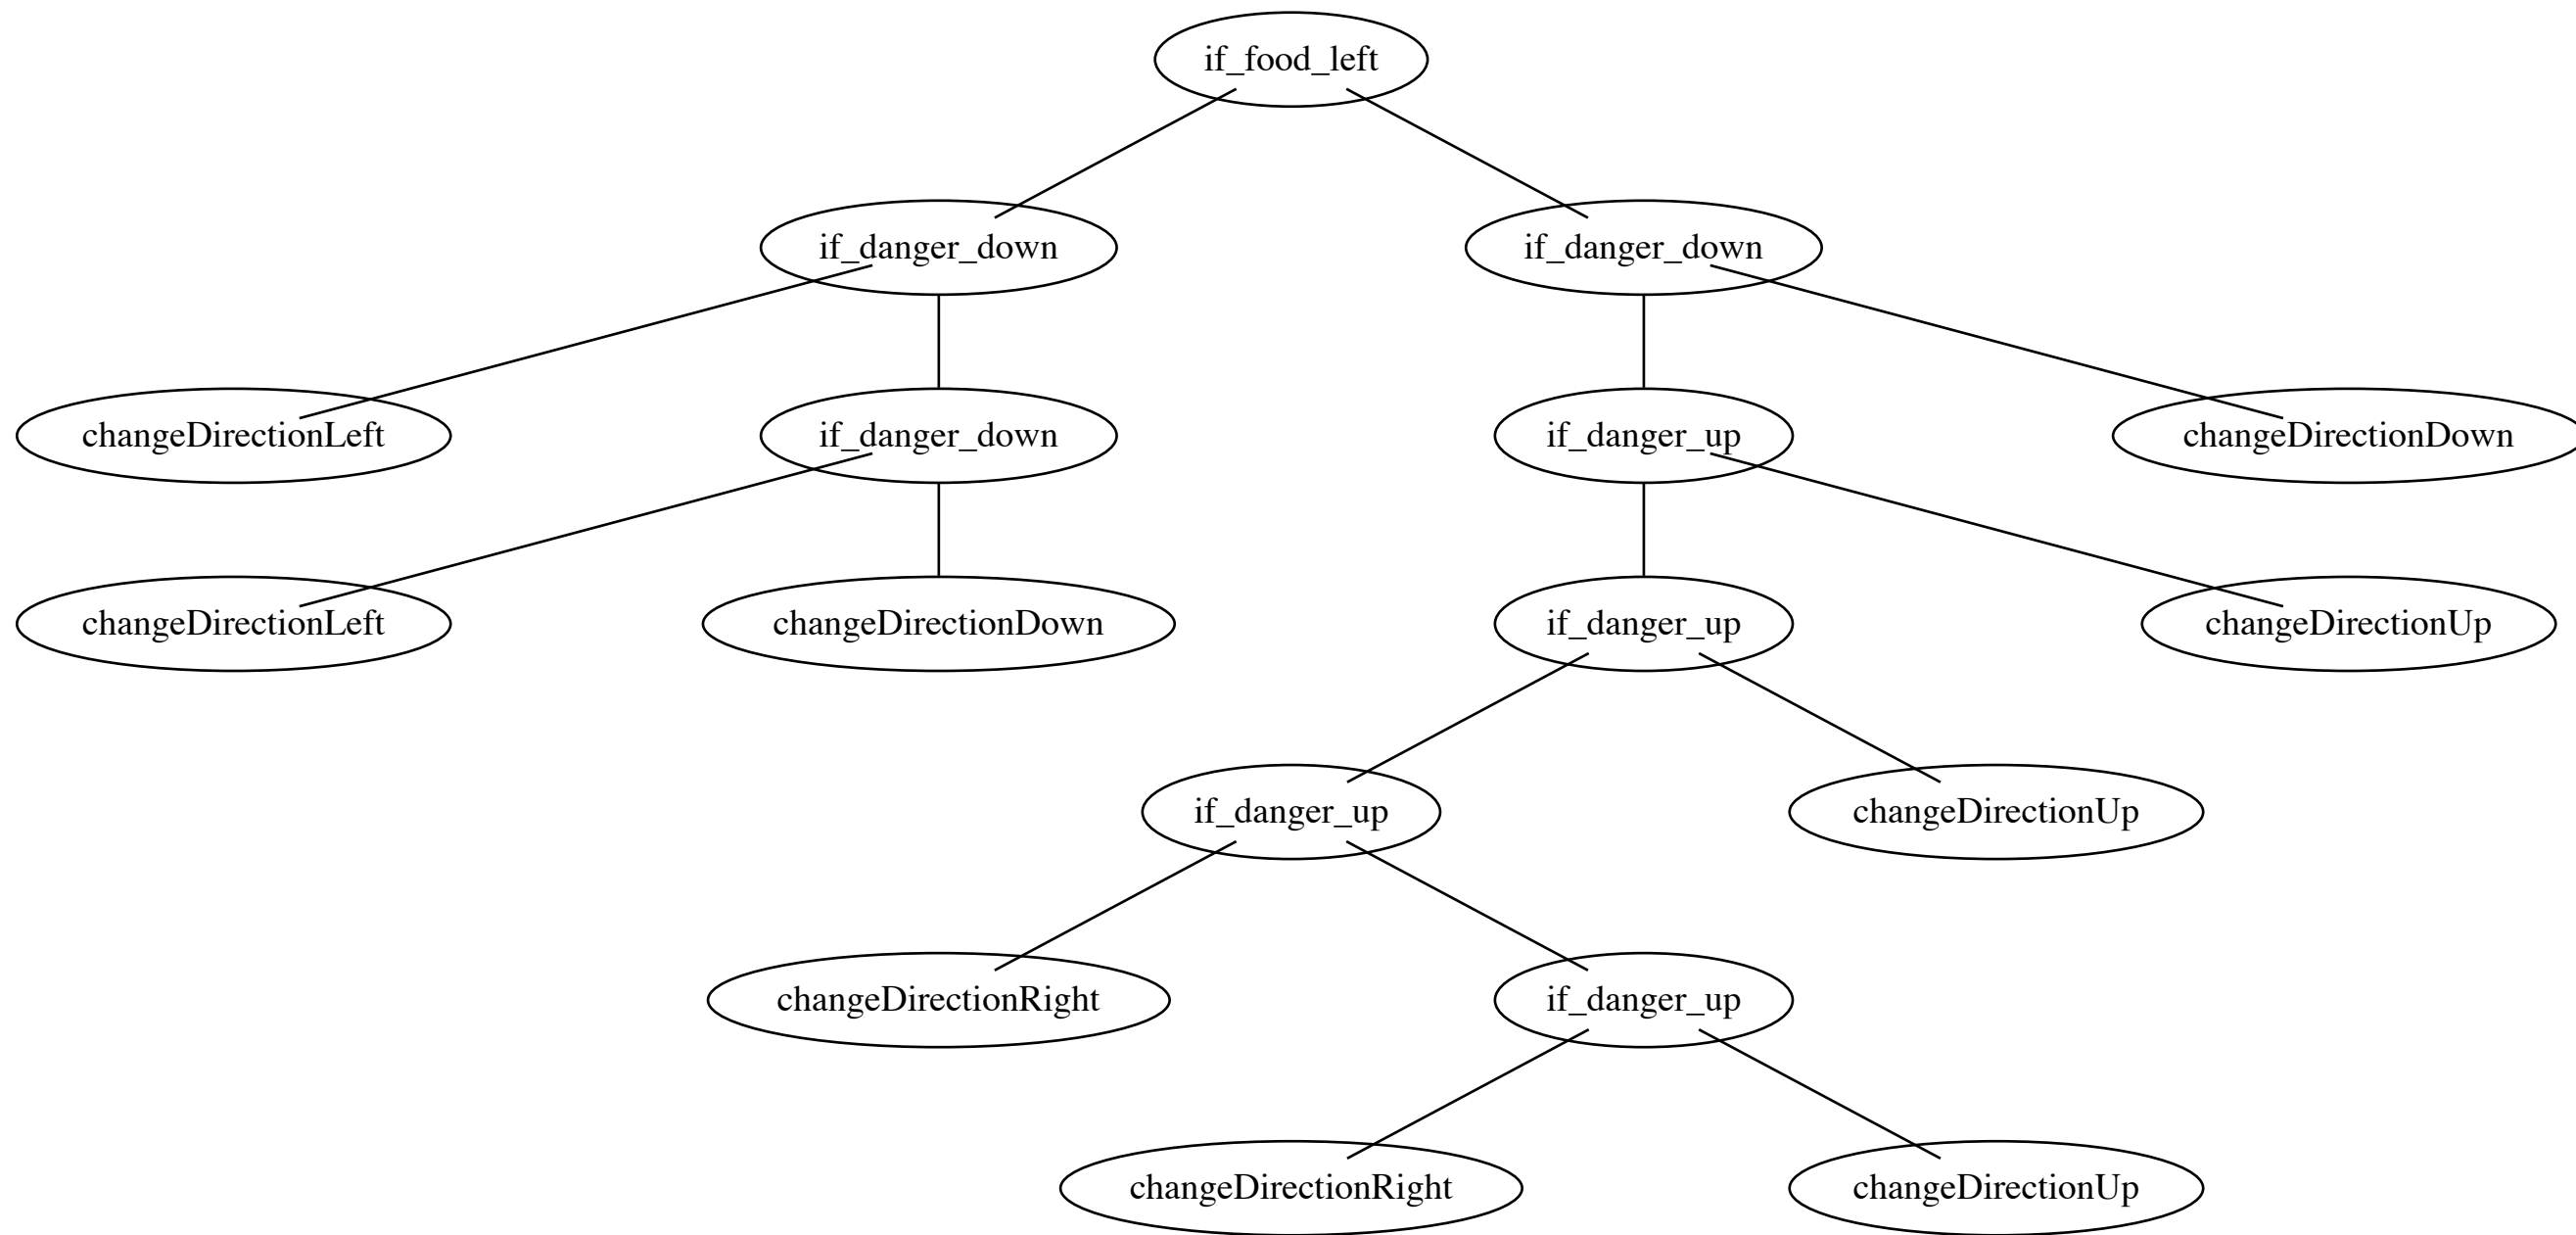 if_food_left
if_danger_down
if_danger_down
changeDirectionLeft
if_danger_down
if_danger_up
changeDirectionDown
changeDirectionLeft
changeDirectionDown
if_danger_up
changeDirectionUp
if_danger_up
changeDirectionUp
changeDirectionRight
if_danger_up
changeDirectionRight
changeDirectionUp